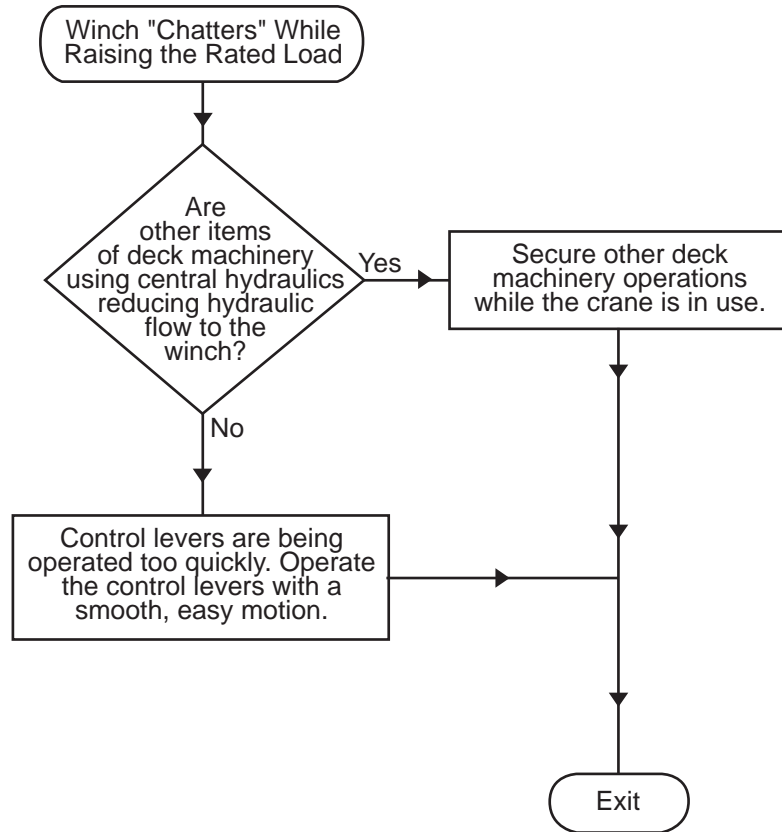 Winch "Chatters" While
Raising the Rated Load
Are
other items
of deck machinery
using central hydraulics
reducing hydraulic
flow to the
winch?
Yes
Secure other deck
machinery operations
while the crane is in use.
No
Control levers are being
operated too quickly. Operate
the control levers with a
smooth, easy motion.
Exit